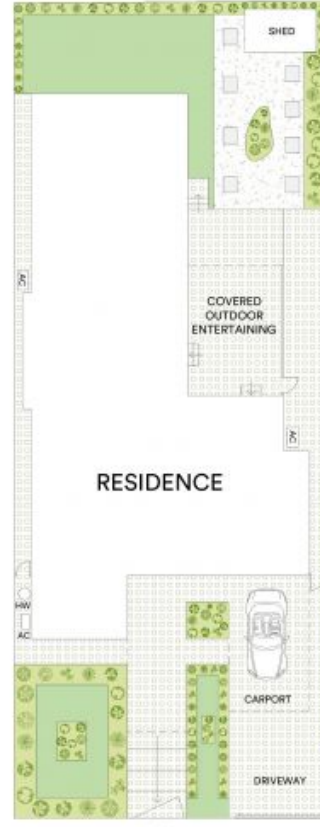 SHED
AC
COVERED
OUTDOOR
ENTERTAINING
AC
RESIDENCE
HW
AC
CARPORT
DRIVEWAY